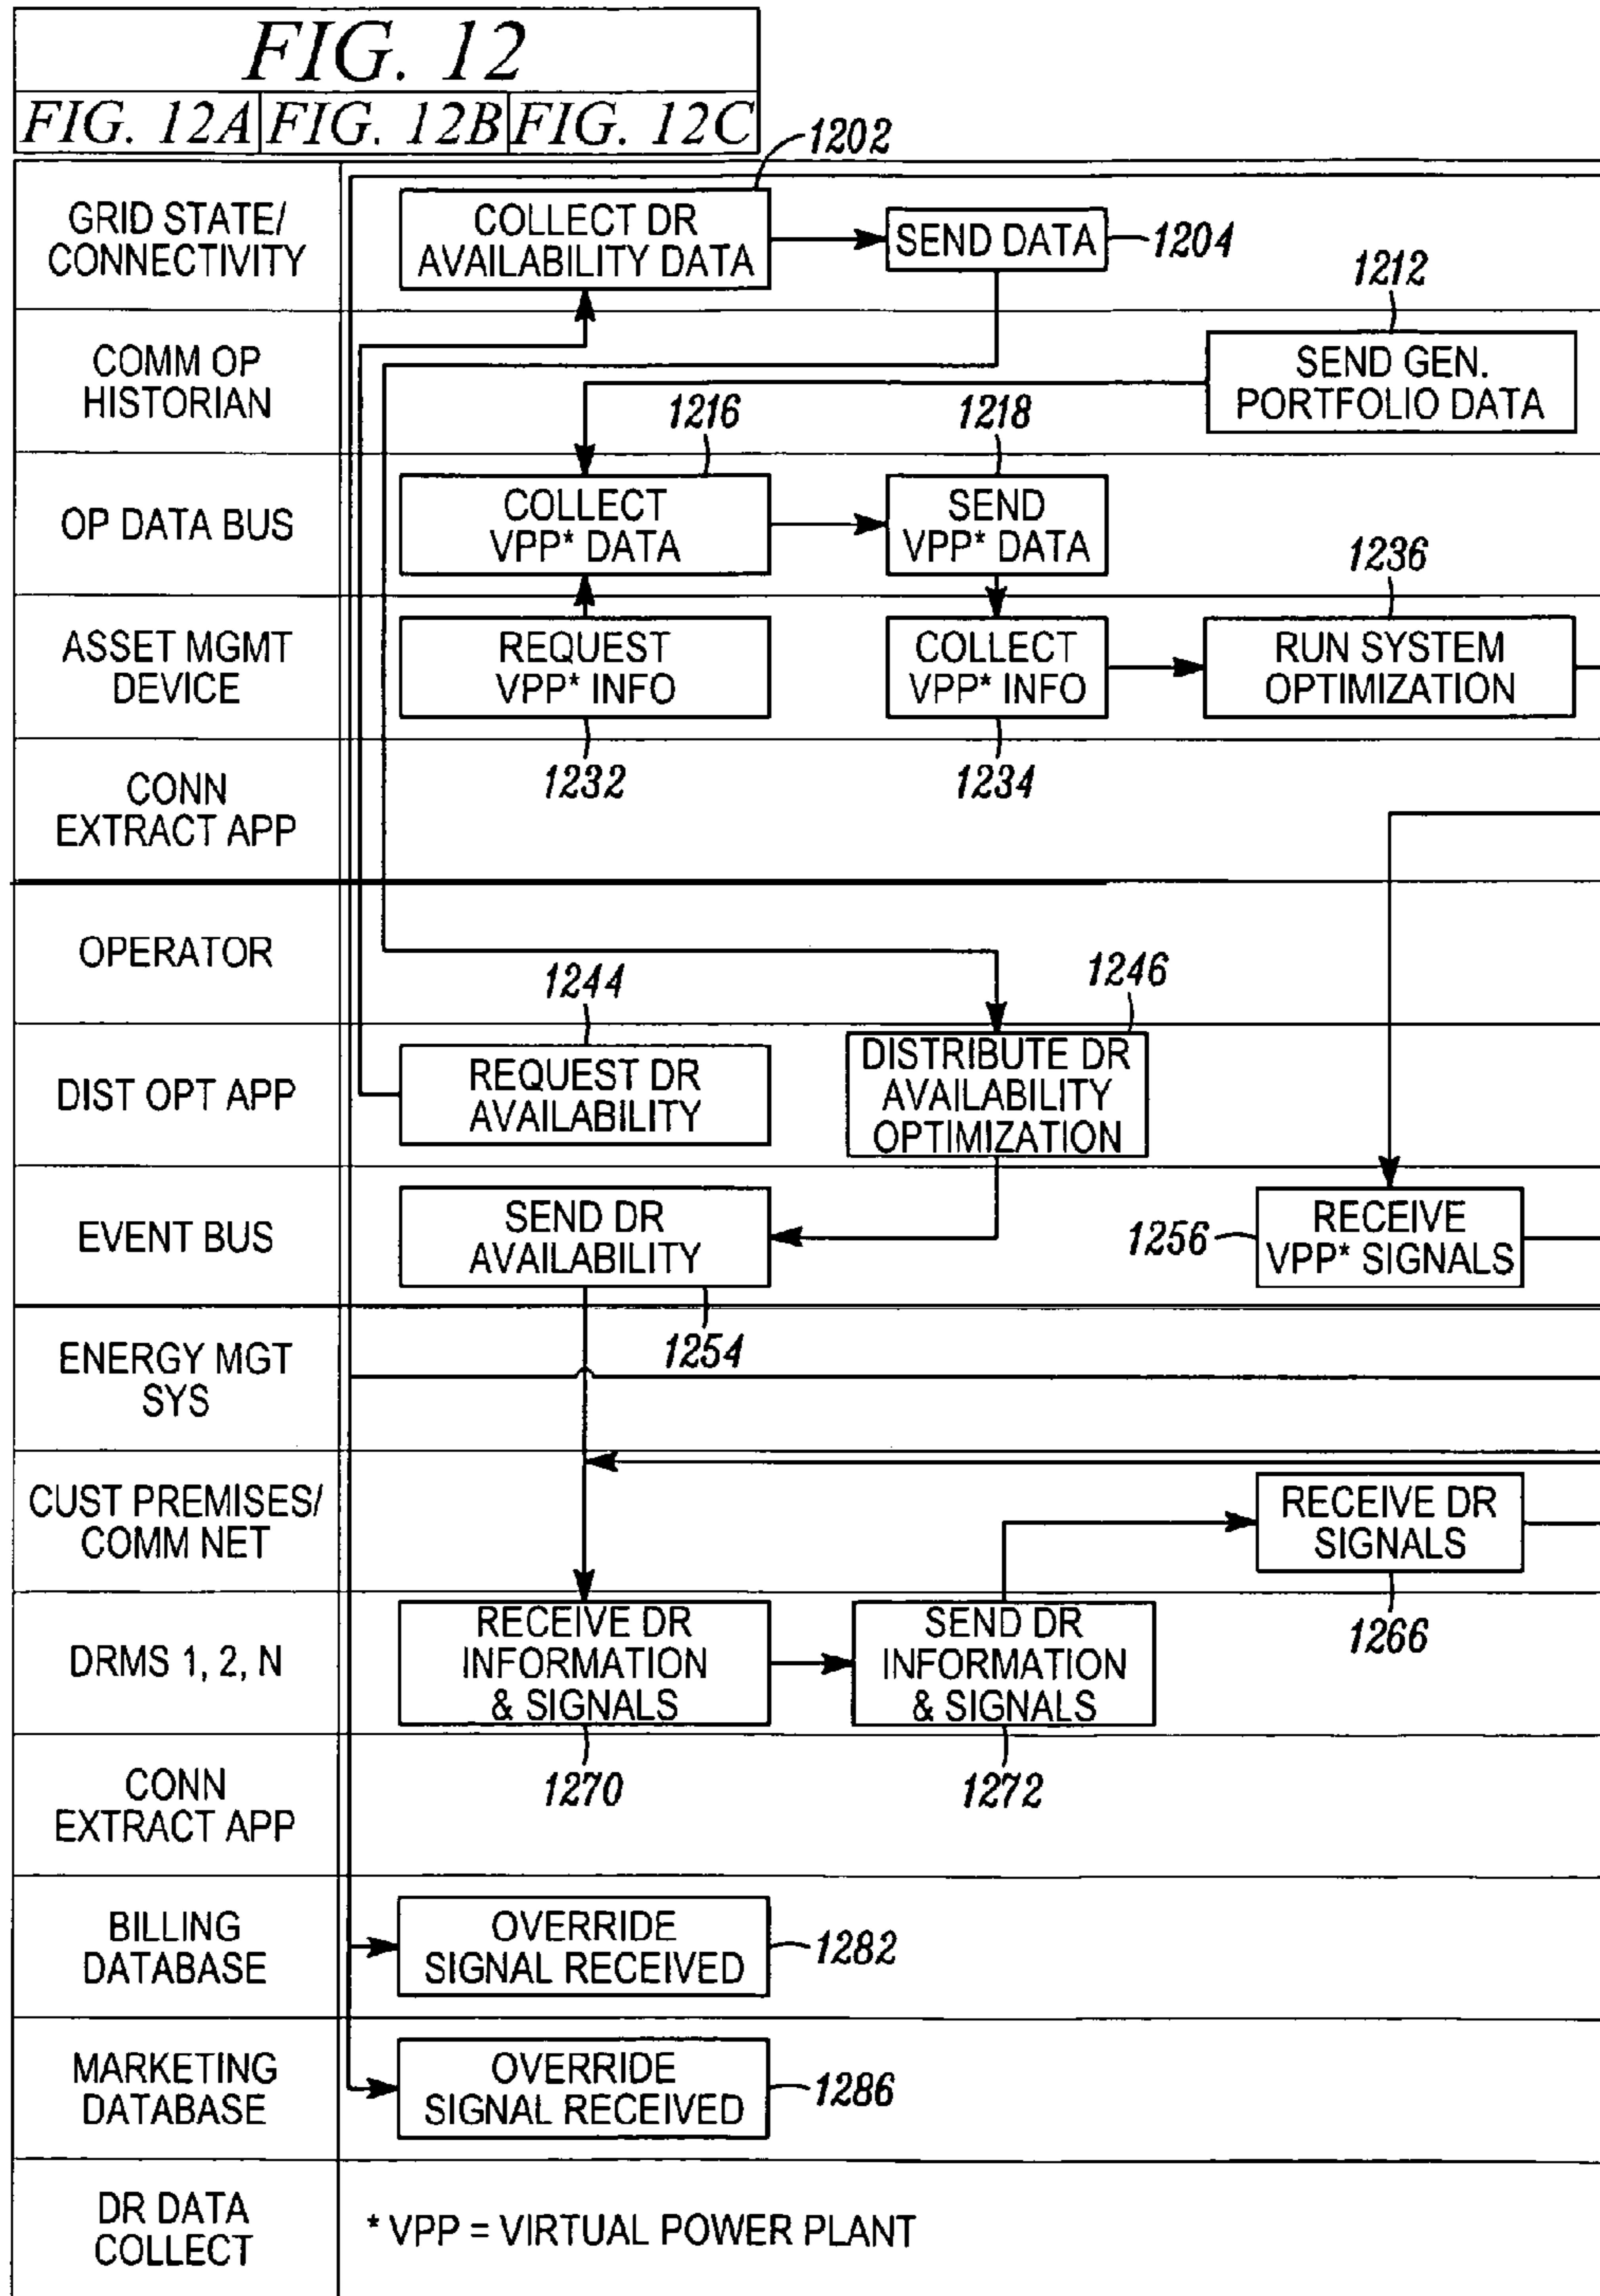 FIG. 12
FIG. 12A FIG. 12B FIG. 12C
1202
GRID STATE/
CONNECTIVITY
COLLECT DR
AVAILABILITY DATA
SEND DATA
1204
1212
COMM OP
HISTORIAN
SEND GEN.
PORTFOLIO DATA
1216
1218
OP DATA BUS
COLLECT
VPP* DATA
SEND
VPP* DATA
1236
ASSET MGMT
DEVICE
REQUEST
VPP* INFO
COLLECT
VPP* INFO
RUN SYSTEM
OPTIMIZATION
1232
1234
CONN
EXTRACT APP
OPERATOR
1244
1246
DIST OPT APP
REQUEST DR
AVAILABILITY
DISTRIBUTE DR
AVAILABILITY
OPTIMIZATION
EVENT BUS
SEND DR
AVAILABILITY
1256
RECEIVE
VPP* SIGNALS
1254
ENERGY MGT
SYS
CUST PREMISES/
COMM NET
RECEIVE DR
SIGNALS
1266
DRMS 1, 2, N
RECEIVE DR
INFORMATION
& SIGNALS
SEND DR
INFORMATION
& SIGNALS
1270
1272
CONN
EXTRACT APP
BILLING
DATABASE
OVERRIDE
SIGNAL RECEIVED
1282
MARKETING
DATABASE
OVERRIDE
SIGNAL RECEIVED
1286
DR DATA
COLLECT
* VPP = VIRTUAL POWER PLANT